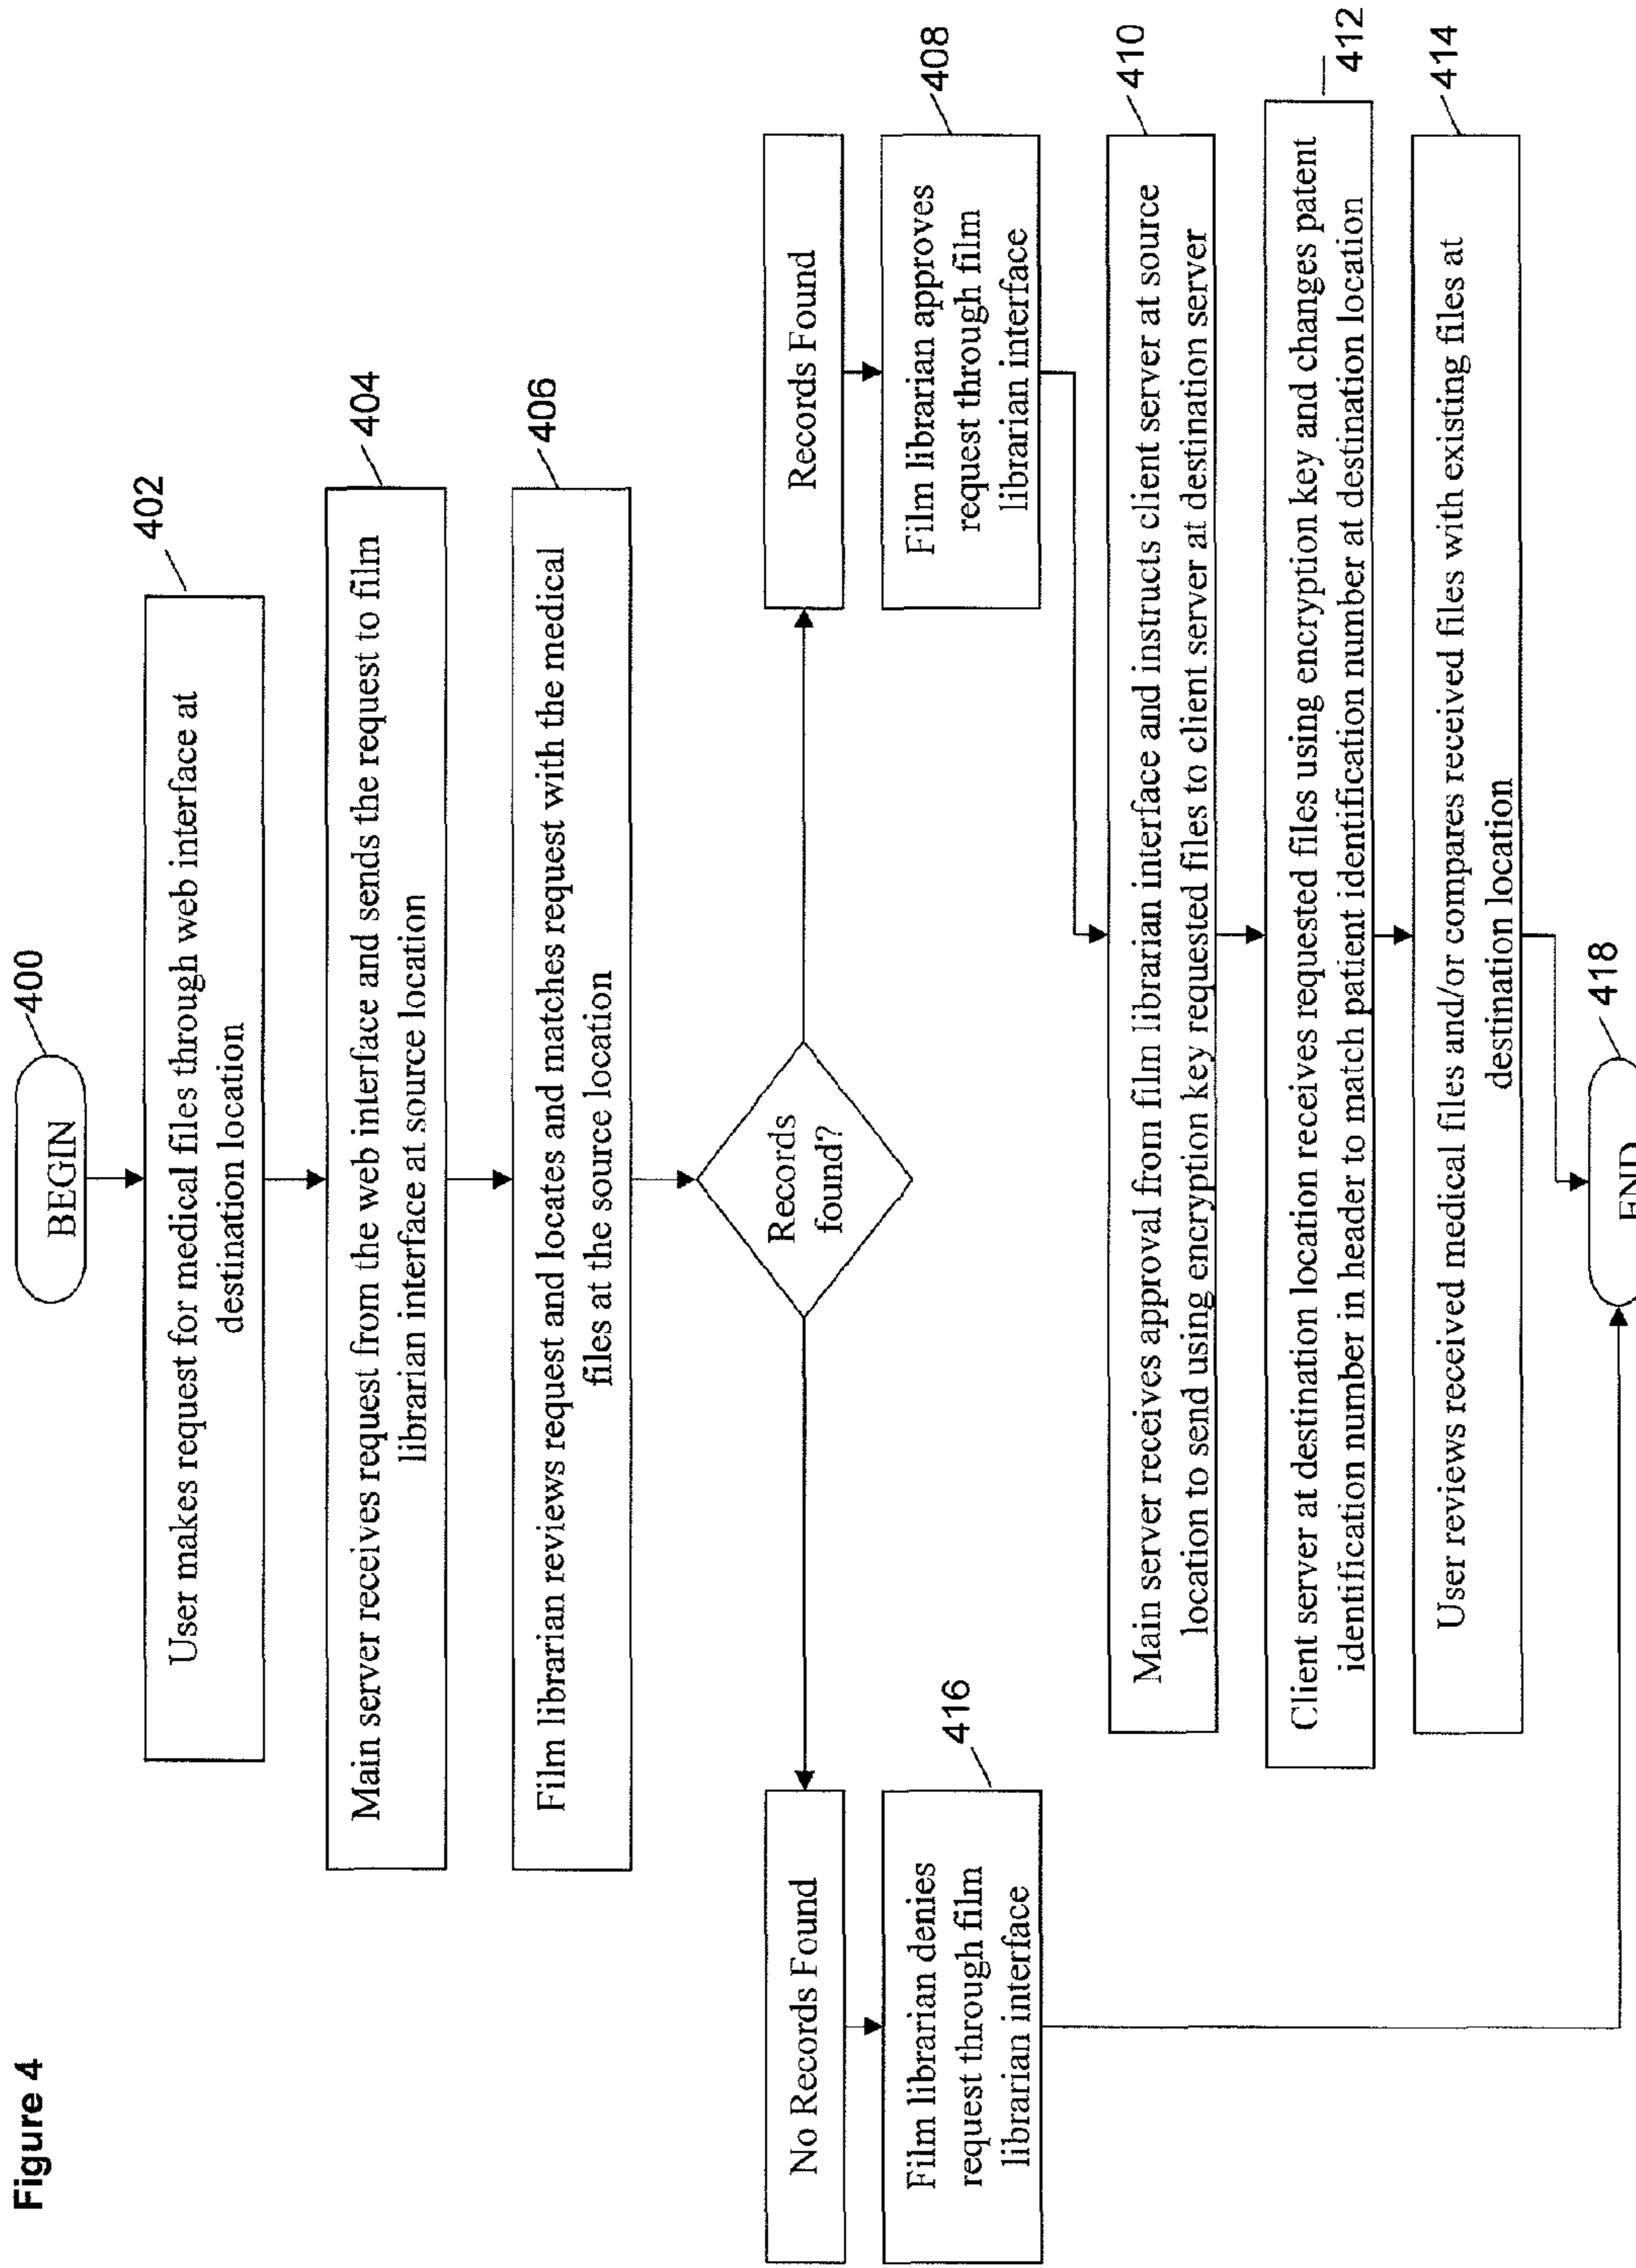 Figure 4
BEGIN
400
User makes request for medical files through web interface at
destination location
402
Main server receives request from the web interface and sends the request to film
librarian interface at source location
404
Film librarian reviews request and locates and matches request with the medical
files at the source location
406
Records
found?
No Records Found
Film librarian denies
request through film
librarian interface
416
Records Found
Film librarian approves
request through film
librarian interface
408
Main server receives approval from film librarian interface and instructs client server at source
location to send using encryption key requested files to client server at destination server
410
Client server at destination location receives requested files using encryption key and changes patent
identification number in header to match patient identification number at destination location
412
User reviews received medical files and/or compares received files with existing files at
destination location
414
END
418